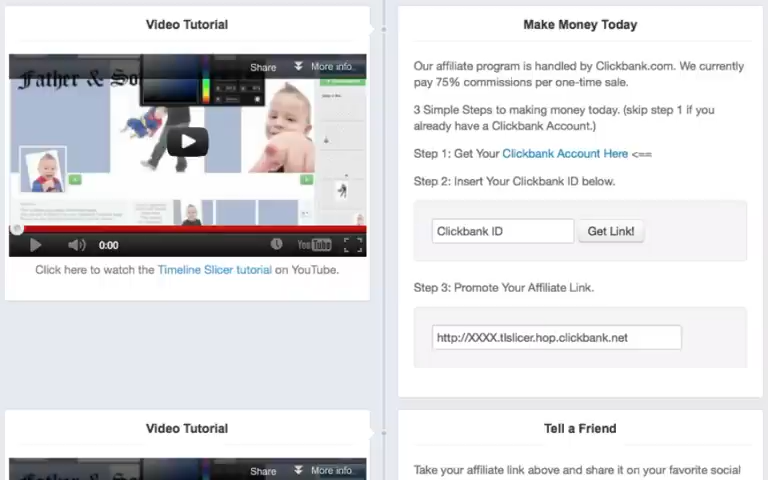 Video Tutorial
Share
More info
Father & So
0:00
YouTube
Click here to watch the Timeline Slicer tutorial on YouTube.
Make Money Today
Our affiliate program is handled by Clickbank.com. We currently
pay 75% commissions per one-time sale.
3 Simple Steps to making money today. (skip step 1 if you
already have a Clickbank Account.)
Step 1: Get Your Clickbank Account Here <==
Step 2: Insert Your Clickbank ID below.
Clickbank ID
Get Link!
Step 3: Promote Your Affiliate Link.
http://XXXX.tlslicer.hop.clickbank.net
Video Tutorial
Share
More info
Tell a Friend
Take your affiliate link above and share it on your favorite social